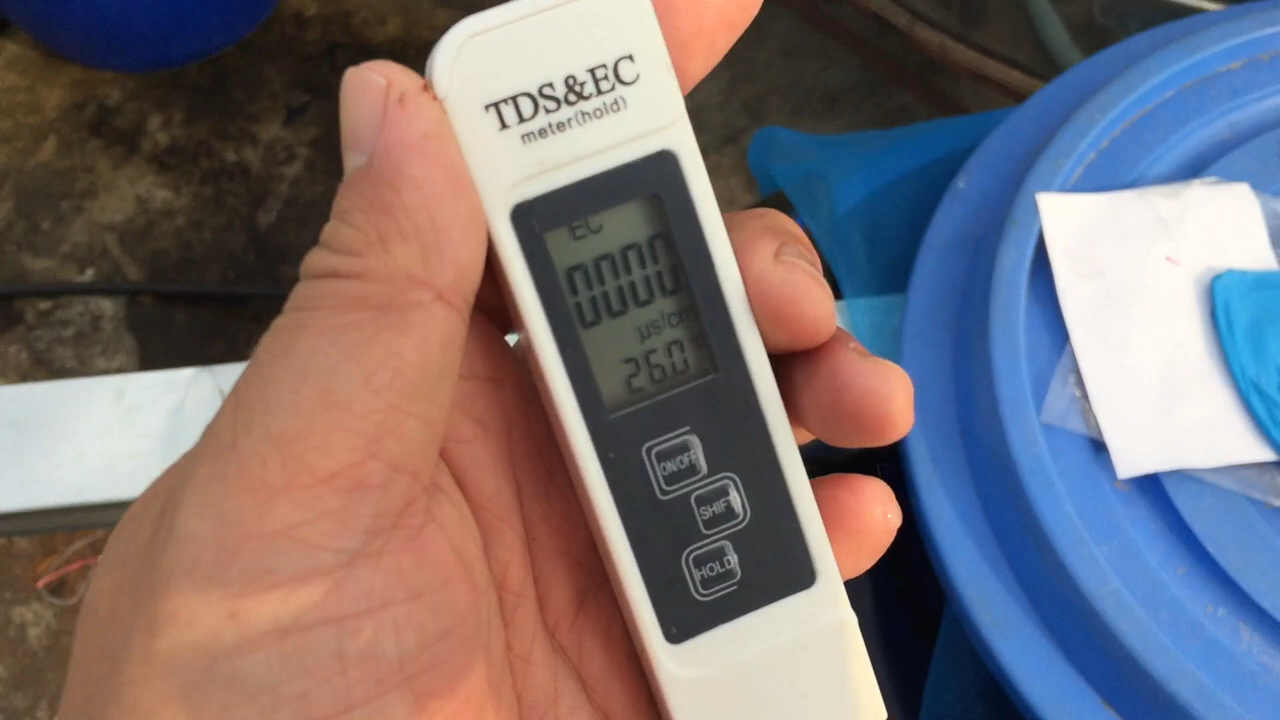 TDS&EC
meter(hold)
EC
0000
µs/cm
26.0
ON/OFF
SHIFT
HOLD